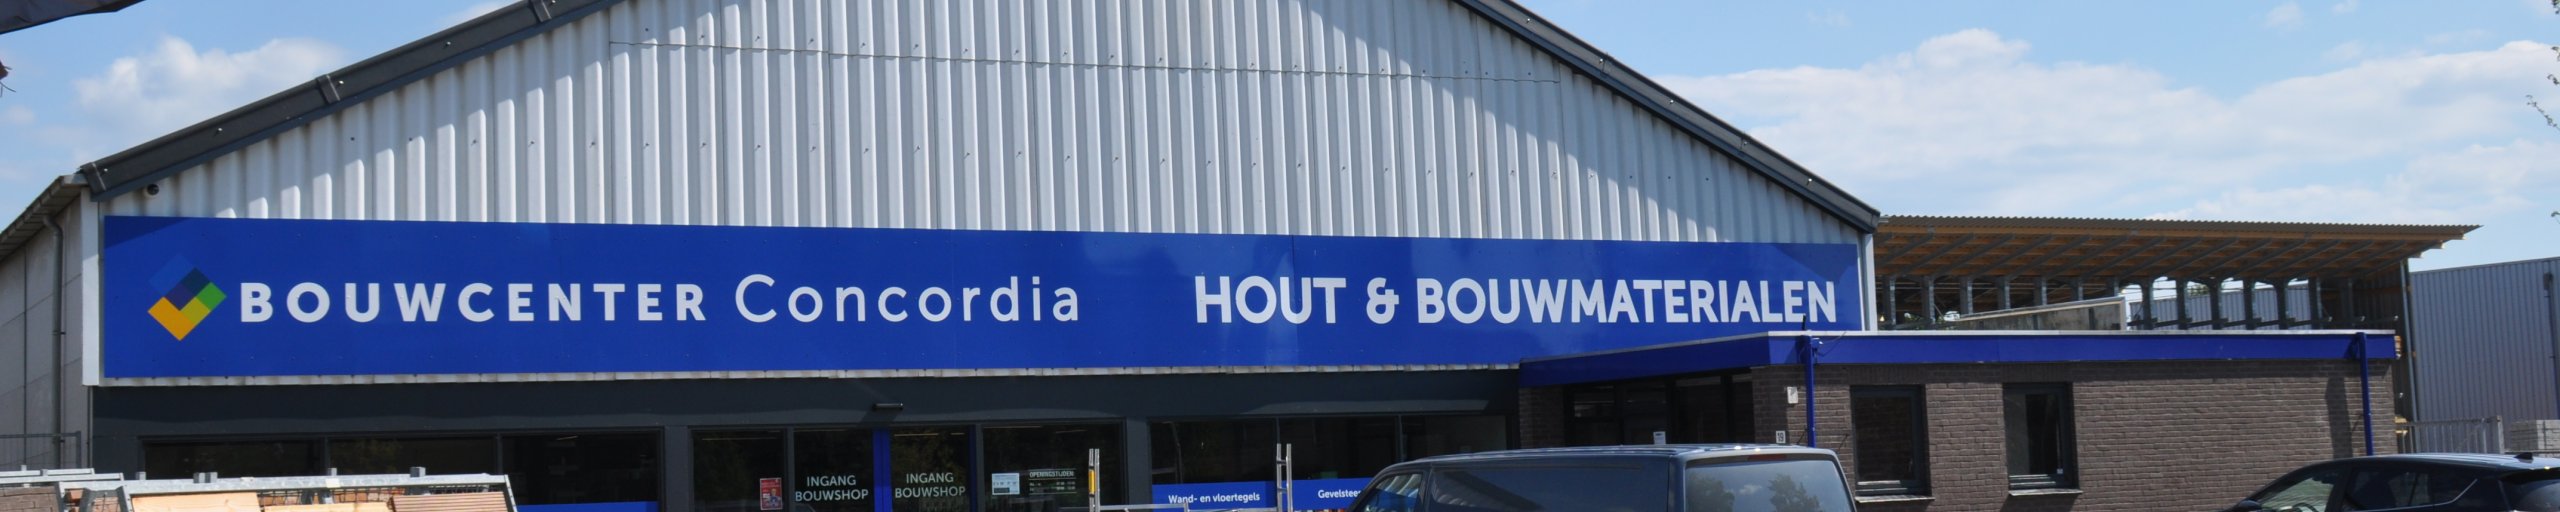 BOUWCENTER Concordia HOUT & BOUWMATERIALEN
INGANG
BOUWSHOP
INGANG
BOUWSHOP
OPENINGSTIJDEN
Wand- en vloertegels